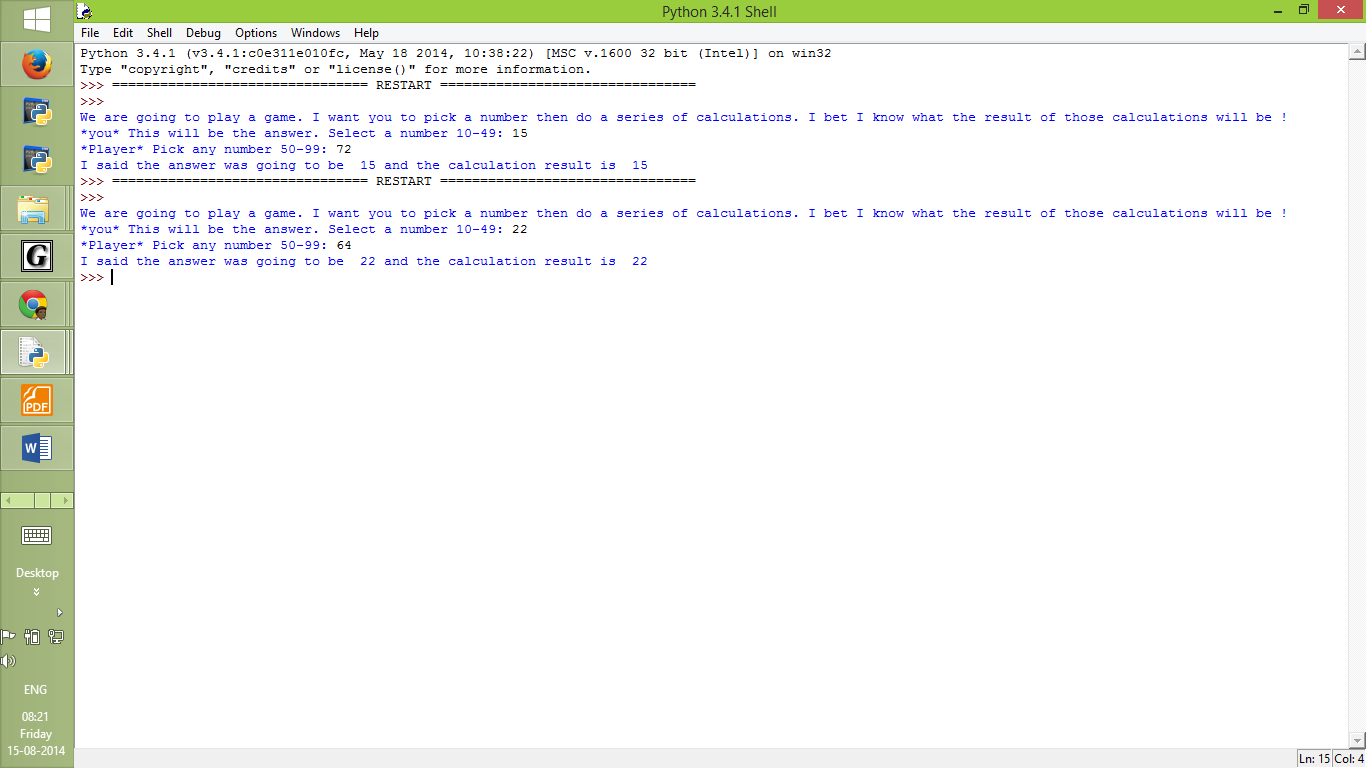 Python 3.4.1 Shell
File Edit Shell Debug Options Windows Help
Python 3.4.1 (v3.4.1:c0e311e010fc, May 18 2014, 10:38:22) [MSC v.1600 32 bit (Intel)] on win32
Type "copyright", "credits" or "license()" for more information.
>>> ================================ RESTART ================================
>>>
We are going to play a game. I want you to pick a number then do a series of calculations. I bet I know what the result of those calculations will be !
*you* This will be the answer. Select a number 10-49: 15
*Player* Pick any number 50-99: 72
I said the answer was going to be  15 and the calculation result is  15
>>> ================================ RESTART ================================
>>>
We are going to play a game. I want you to pick a number then do a series of calculations. I bet I know what the result of those calculations will be !
*you* This will be the answer. Select a number 10-49: 22
*Player* Pick any number 50-99: 64
I said the answer was going to be  22 and the calculation result is  22
>>>
G
PDF
W
Desktop
ENG
08:21
Friday
15-08-2014
Ln: 15 Col: 4